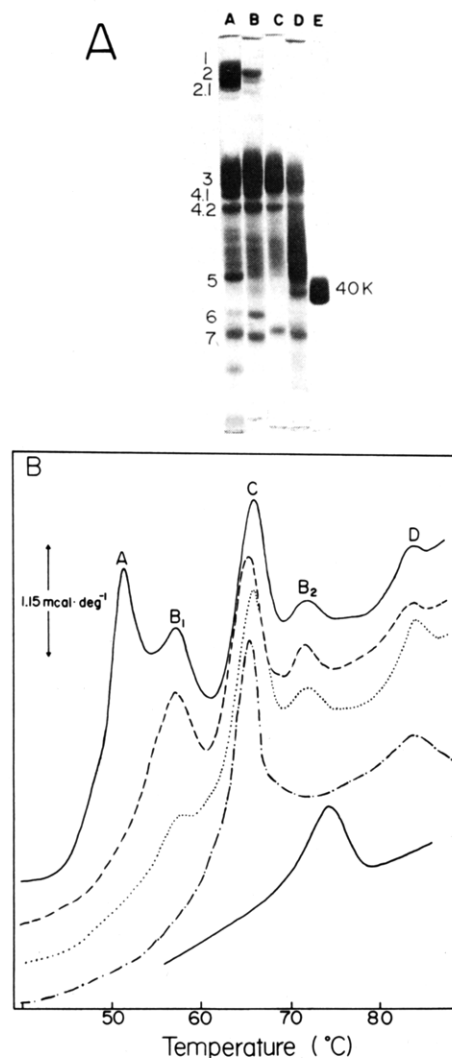 A
A B C D E
1
2
2.1
3
4.1
4.2
5
40K
6
7
B
A
B₁
C
B₂
D
1.15 mcal·deg⁻¹
50 60 70 80
Temperature (°C)